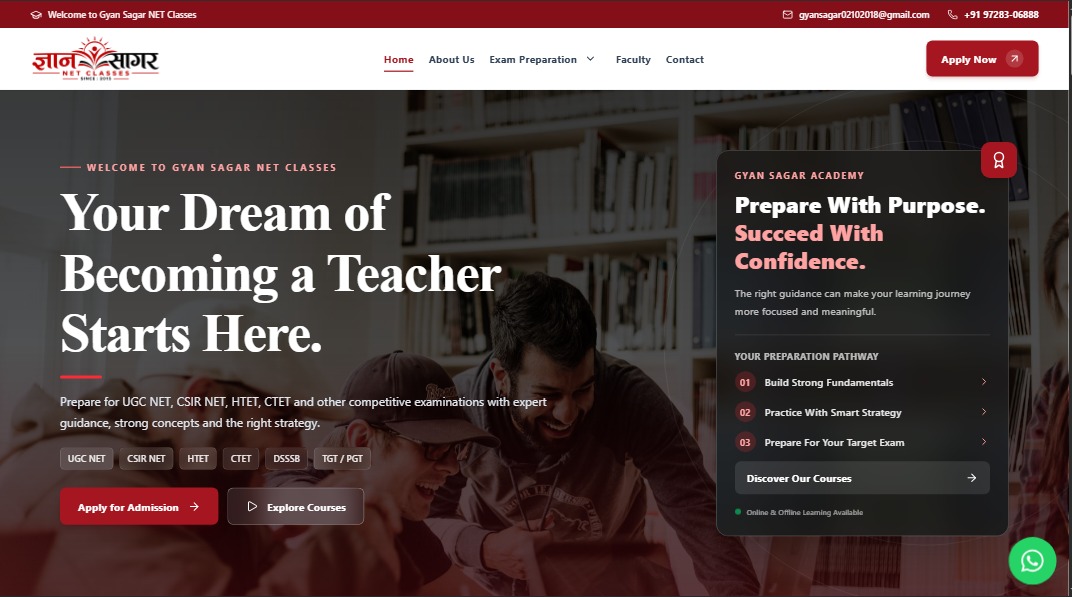 Welcome to Gyan Sagar NET Classes
gyansagar02102018@gmail.com
+91 97283-06888
ज्ञान सागर
NET CLASSES
Home
About Us
Exam Preparation
Faculty
Contact
Apply Now
WELCOME TO GYAN SAGAR NET CLASSES
Your Dream of
Becoming a Teacher
Starts Here.
Prepare for UGC NET, CSIR NET, HTET, CTET and other competitive examinations with expert
guidance, strong concepts and the right strategy.
UGC NET
CSIR NET
HTET
CTET
DSSSB
TGT / PGT
Apply for Admission
Explore Courses
GYAN SAGAR ACADEMY
Prepare With Purpose.
Succeed With
Confidence.
The right guidance can make your learning journey
more focused and meaningful.
YOUR PREPARATION PATHWAY
01 Build Strong Fundamentals
02 Practice With Smart Strategy
03 Prepare For Your Target Exam
Discover Our Courses
Online & Offline Learning Available